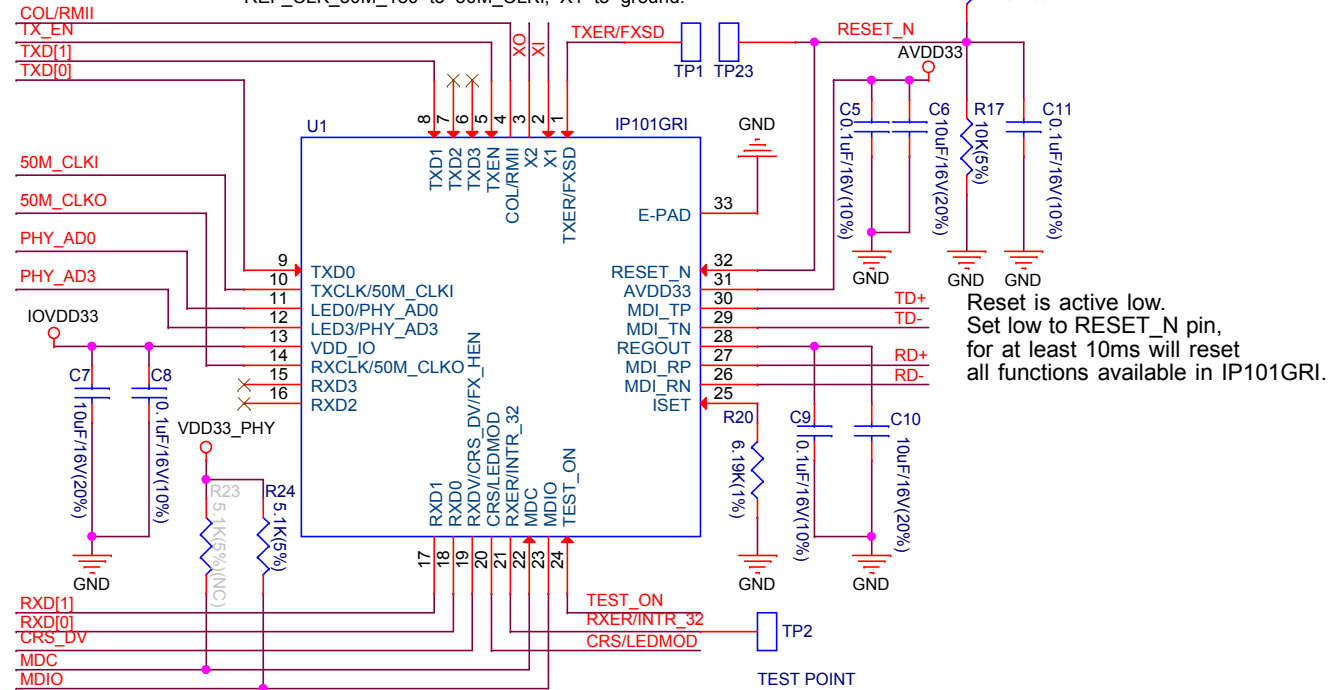 REF_CLK_50M_180 to 50M_CLKI, X1 to ground.
COL/RMII
TX_EN
TXD[1]
TXD[0]
XO
XI
TXER/FXSD
TP1
TP23
RESET_N
AVDD33
U1
IP101GRI
8
7
6
5
4
3
2
1
TXD1
TXD2
TXD3
TXEN
COL/RMII
X2
X1
TXER/FXSD
GND
C5
0.1uF/16V(10%)
C6
10uF/16V(20%)
R17
10K(5%)
C11
0.1uF/16V(10%)
GND
GND
GND
50M_CLKI
50M_CLKO
PHY_AD0
PHY_AD3
IOVDD33
C7
10uF/16V(20%)
C8
0.1uF/16V(10%)
GND
9 TXD0
10 TXCLK/50M_CLKI
11 LED0/PHY_AD0
12 LED3/PHY_AD3
13 VDD_IO
14 RXCLK/50M_CLKO
15 RXD3
16 RXD2
E-PAD 33
RESET_N 32
AVDD33 31
MDI_TP 30
MDI_TN 29
REGOUT 28
MDI_RP 27
MDI_RN 26
ISET 25
TD+
TD-
RD+
RD-
Reset is active low.
Set low to RESET_N pin,
for at least 10ms will reset
all functions available in IP101GRI.
VDD33_PHY
R23
5.1K(5%)(NC)
R24
5.1K(5%)
RXD1
RXD0
RXDV/CRS_DV/FX_HEN
CRS/LEDMOD
RXER/INTR_32
MDC
MDIO
TEST_ON
17
18
19
20
21
22
23
24
R20
6.19K(1%)
GND
C9
0.1uF/16V(10%)
C10
10uF/16V(20%)
GND
RXD[1]
RXD[0]
CRS_DV
MDC
MDIO
TEST_ON
RXER/INTR_32
CRS/LEDMOD
TP2
TEST POINT